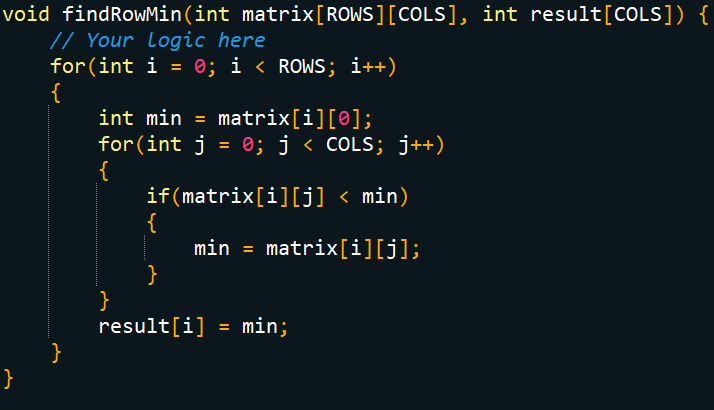 void findRowMin(int matrix[ROWS][COLS], int result[COLS]) {
    // Your logic here
    for(int i = 0; i < ROWS; i++)
    {
        int min = matrix[i][0];
        for(int j = 0; j < COLS; j++)
        {
            if(matrix[i][j] < min)
            {
                min = matrix[i][j];
            }
        }
        result[i] = min;
    }
}